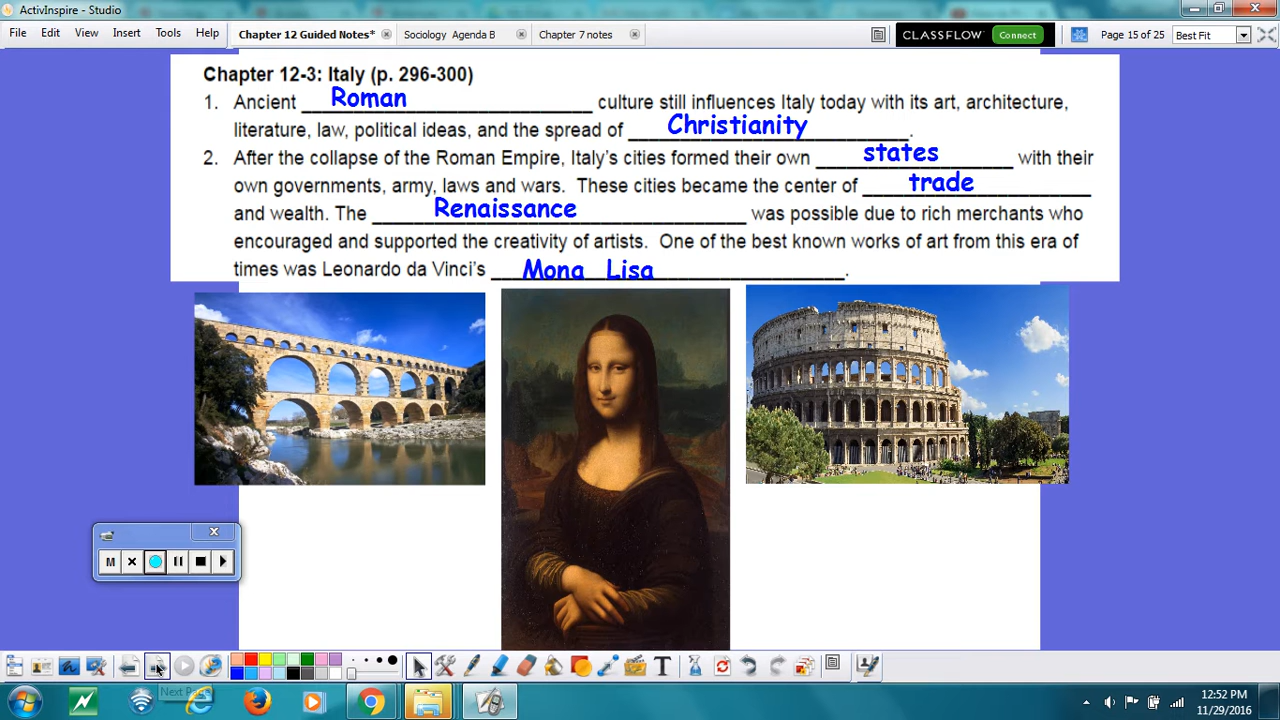 ActivInspire - Studio
File Edit View Insert Tools Help Chapter 12 Guided Notes* Sociology Agenda B Chapter 7 notes CLASSFLOW Connect Page 15 of 25 Best Fit
Chapter 12-3: Italy (p. 296-300)
1. Ancient Roman culture still influences Italy today with its art, architecture,
literature, law, political ideas, and the spread of Christianity.
2. After the collapse of the Roman Empire, Italy's cities formed their own states with their
own governments, army, laws and wars. These cities became the center of trade
and wealth. The Renaissance was possible due to rich merchants who
encouraged and supported the creativity of artists. One of the best known works of art from this era of
times was Leonardo da Vinci's Mona Lisa.
M
Next Page
12:52 PM
11/29/2016